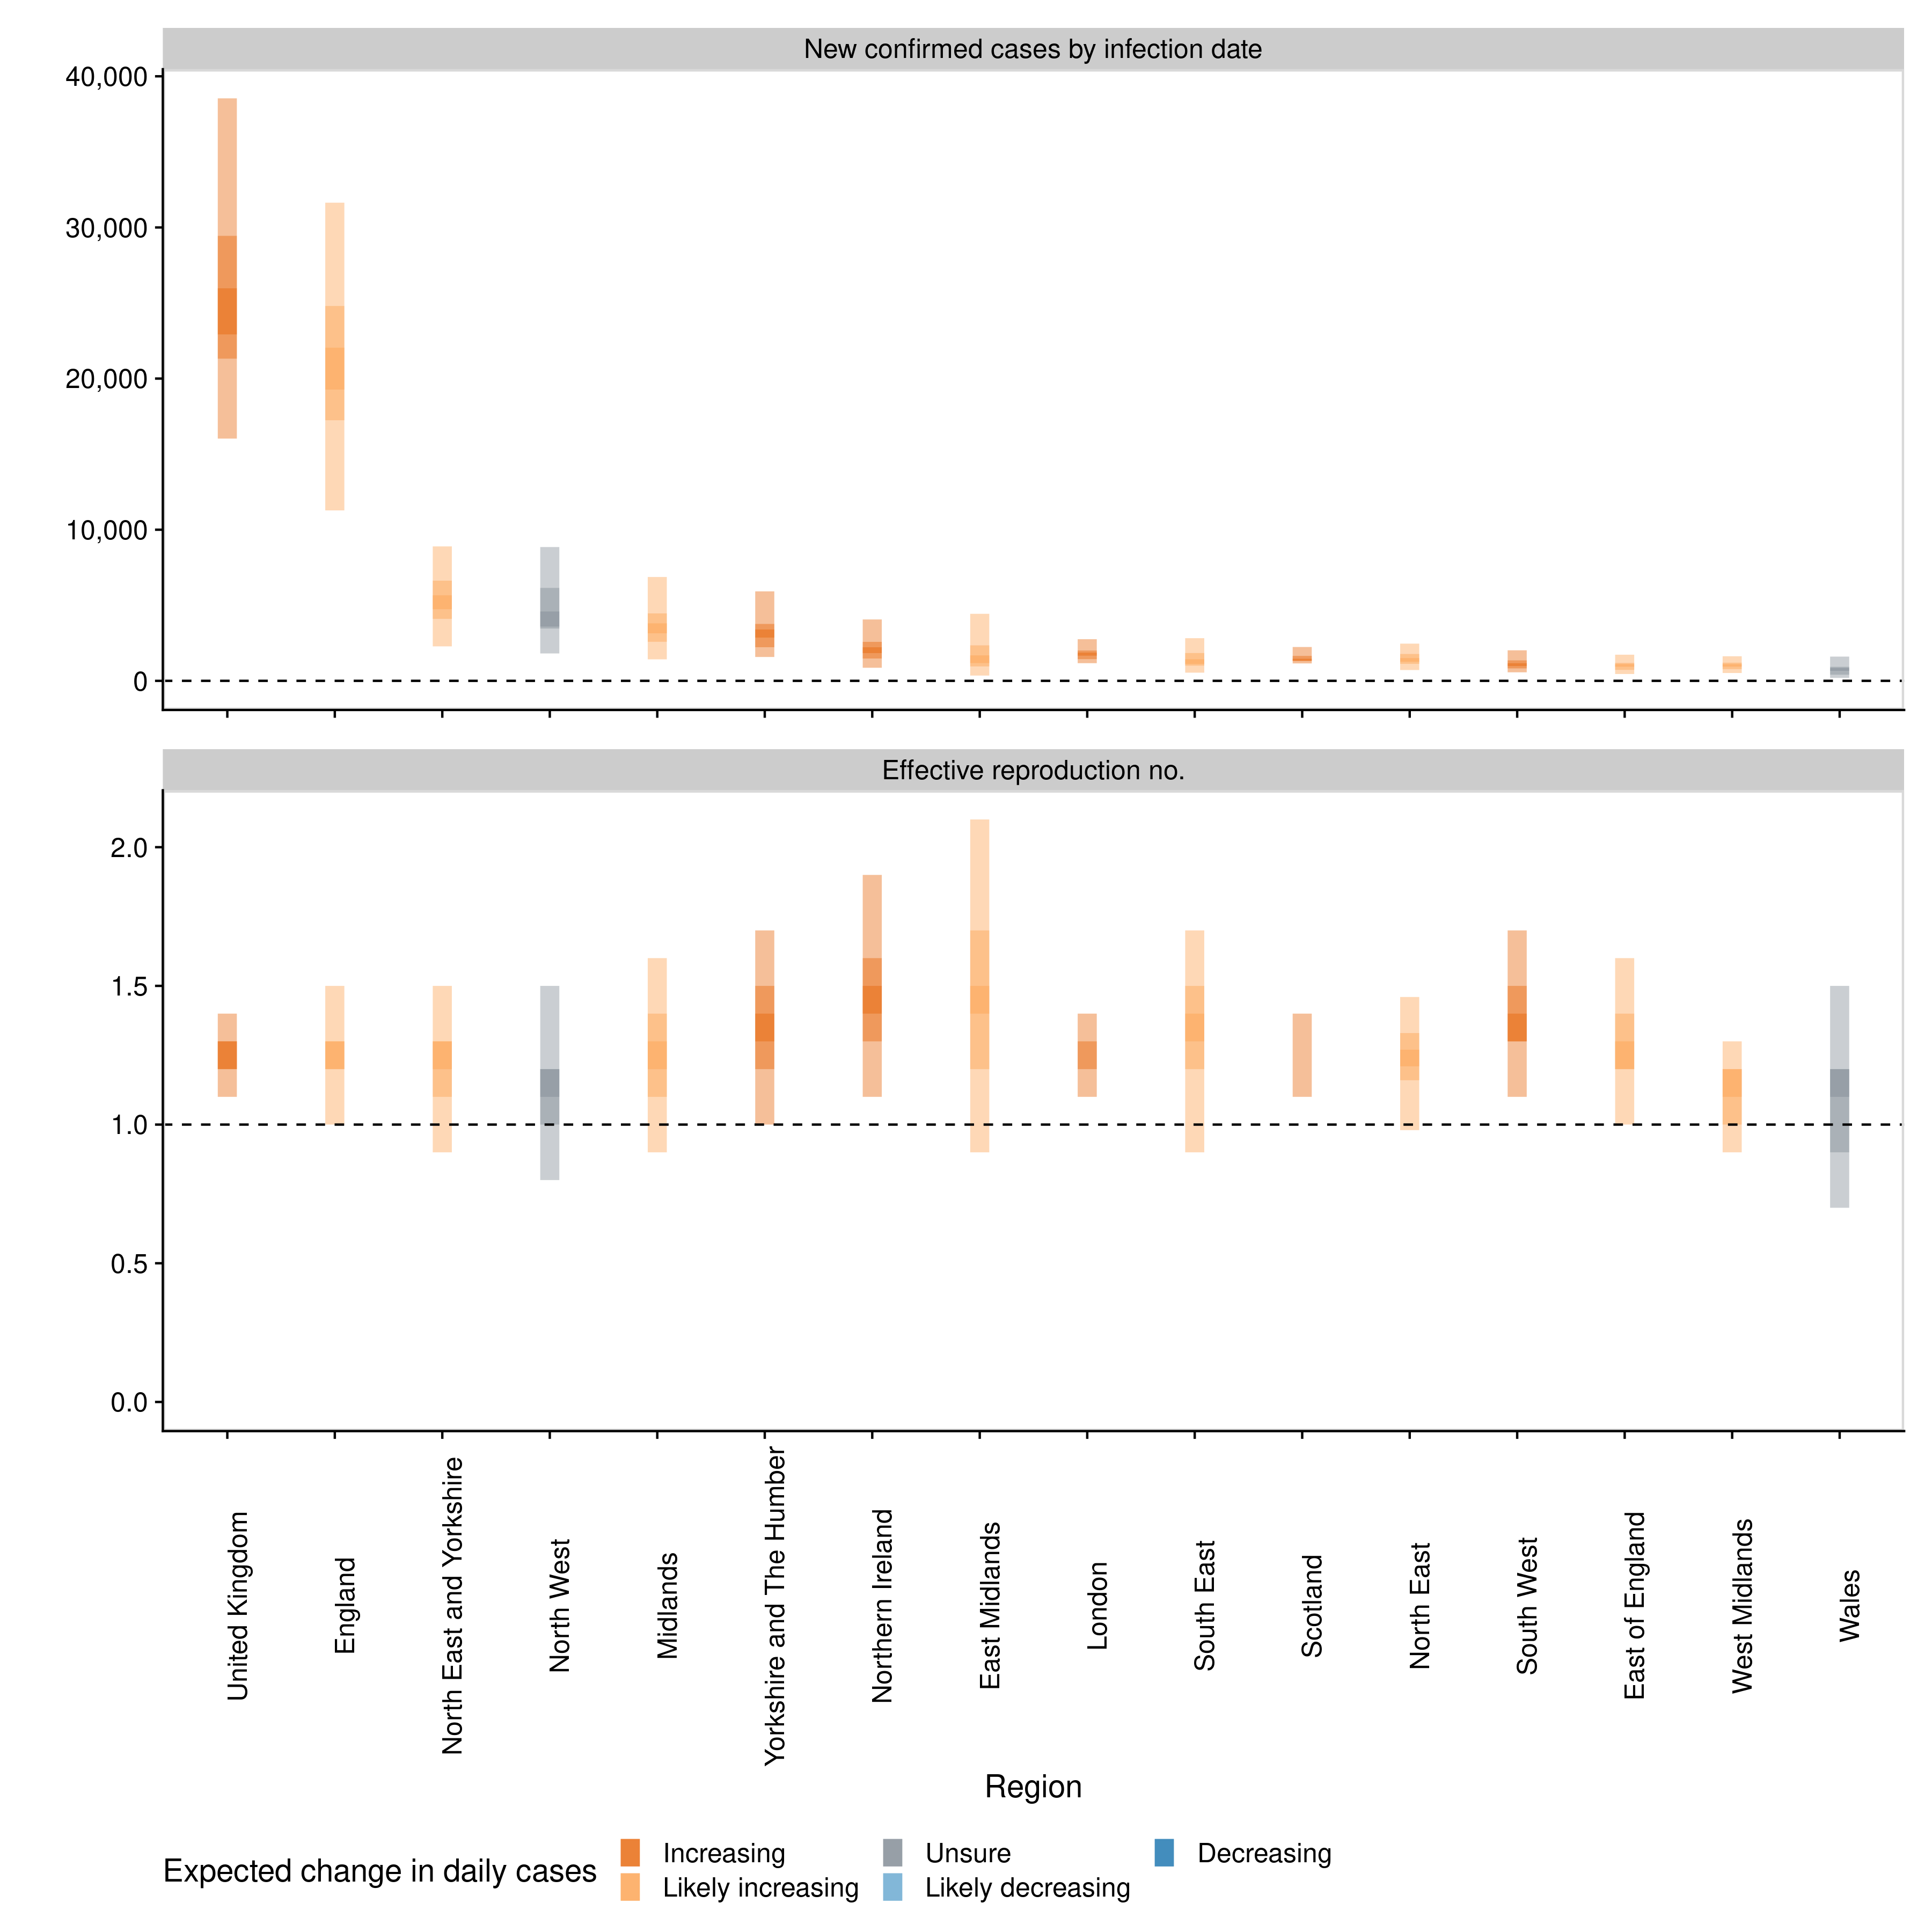 New confirmed cases by infection date
40,000
30,000
20,000
10,000
0
Effective reproduction no.
2.0
1.5
1.0
0.5
0.0
United Kingdom
England
North East and Yorkshire
North West
Midlands
Yorkshire and The Humber
Northern Ireland
East Midlands
London
South East
Scotland
North East
South West
East of England
West Midlands
Wales
Region
Expected change in daily cases
Increasing
Likely increasing
Unsure
Likely decreasing
Decreasing